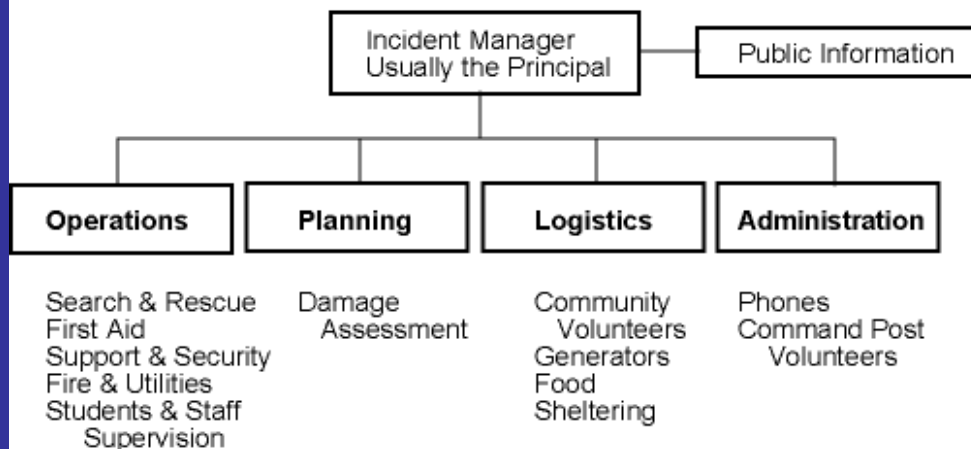 Incident Manager
Usually the Principal
Public Information
Operations
Planning
Logistics
Administration
Search & Rescue
First Aid
Support & Security
Fire & Utilities
Students & Staff
Supervision
Damage
Assessment
Community
Volunteers
Generators
Food
Sheltering
Phones
Command Post
Volunteers